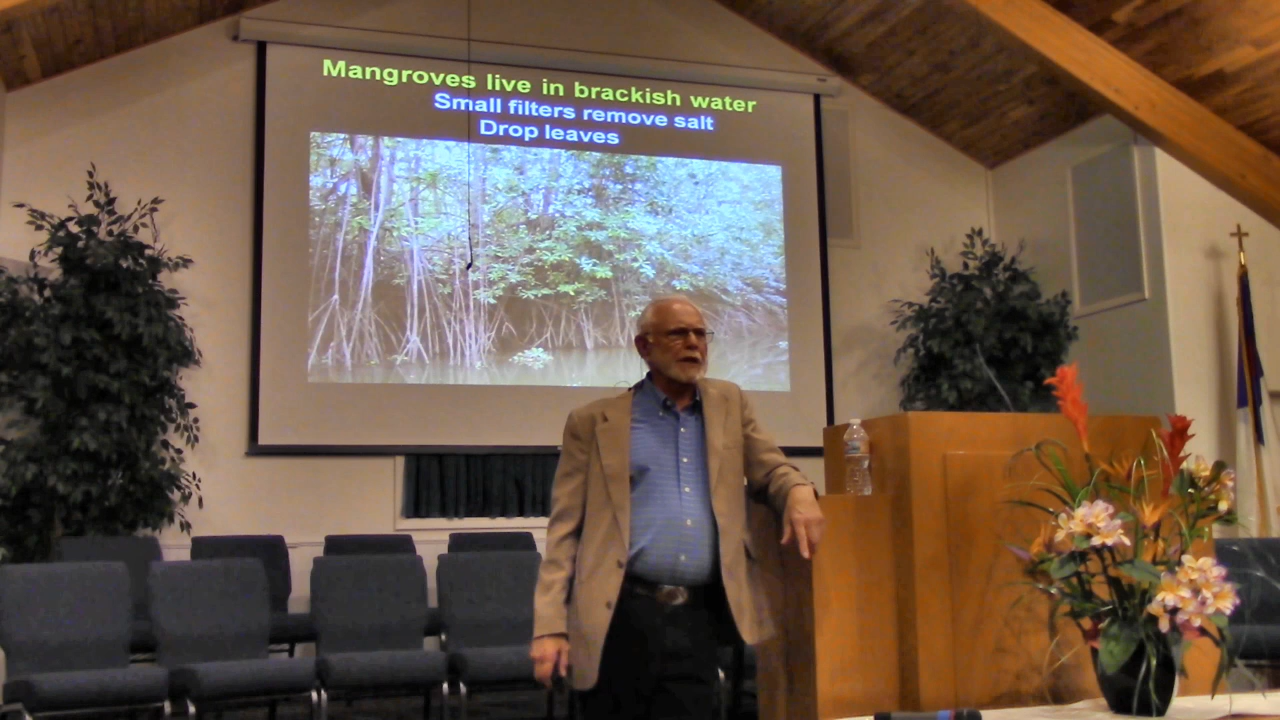 Mangroves live in brackish water
Small filters remove salt
Drop leaves